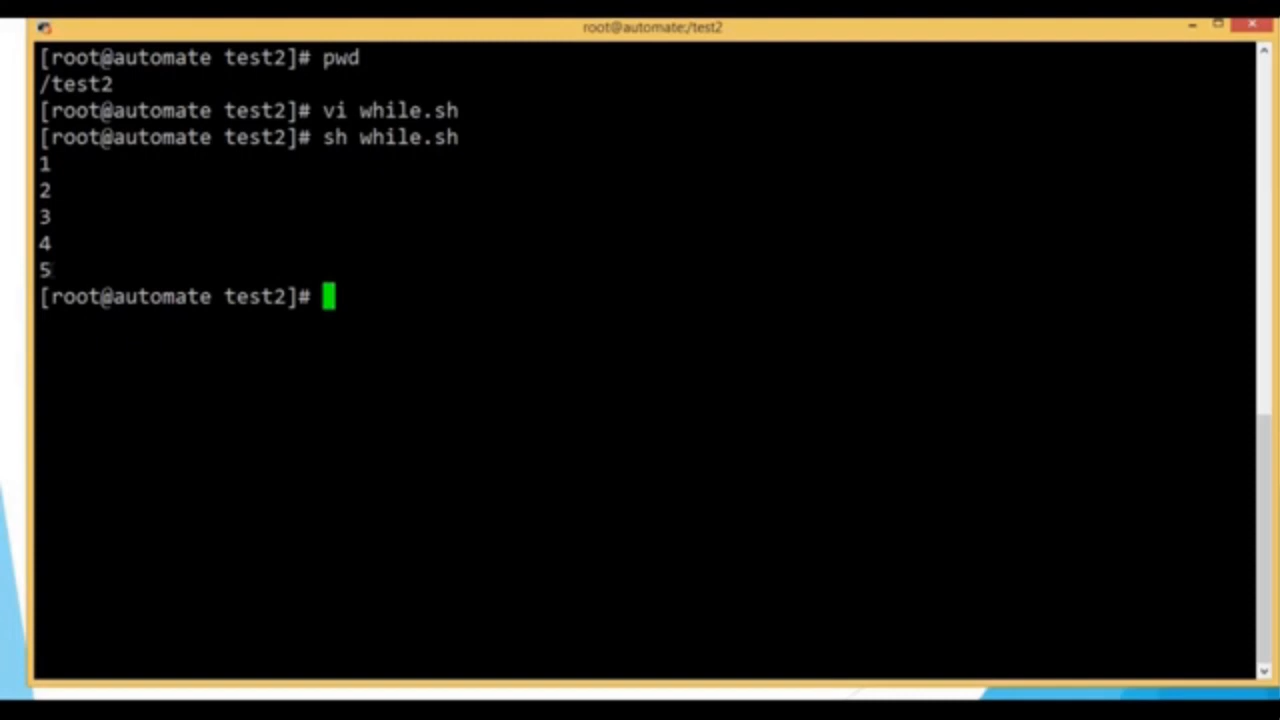 root@automate:/test2
[root@automate test2]# pwd
/test2
[root@automate test2]# vi while.sh
[root@automate test2]# sh while.sh
1
2
3
4
5
[root@automate test2]#